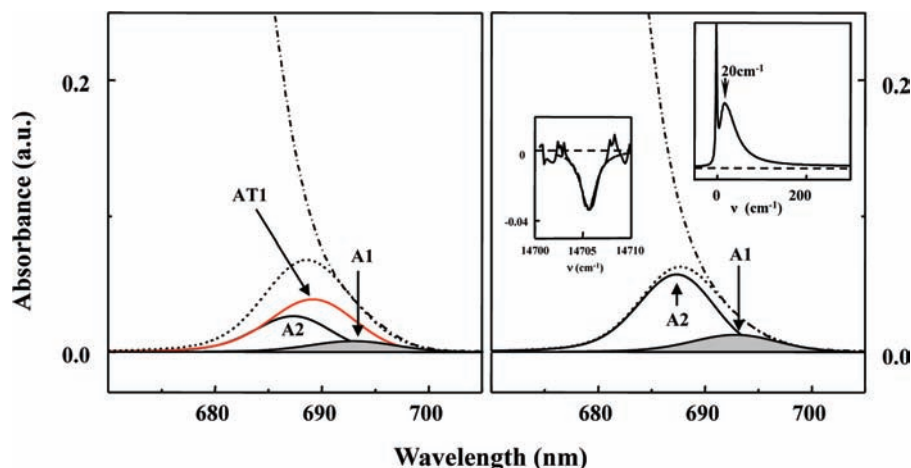 0.2
0.0
Absorbance (a.u.)
AT1
A1
A2
680
690
700
0
-0.04
14700
14705
14710
ν (cm-1)
20cm-1
0
200
ν (cm-1)
A1
A2
0.2
0.0
680
690
700
Wavelength (nm)